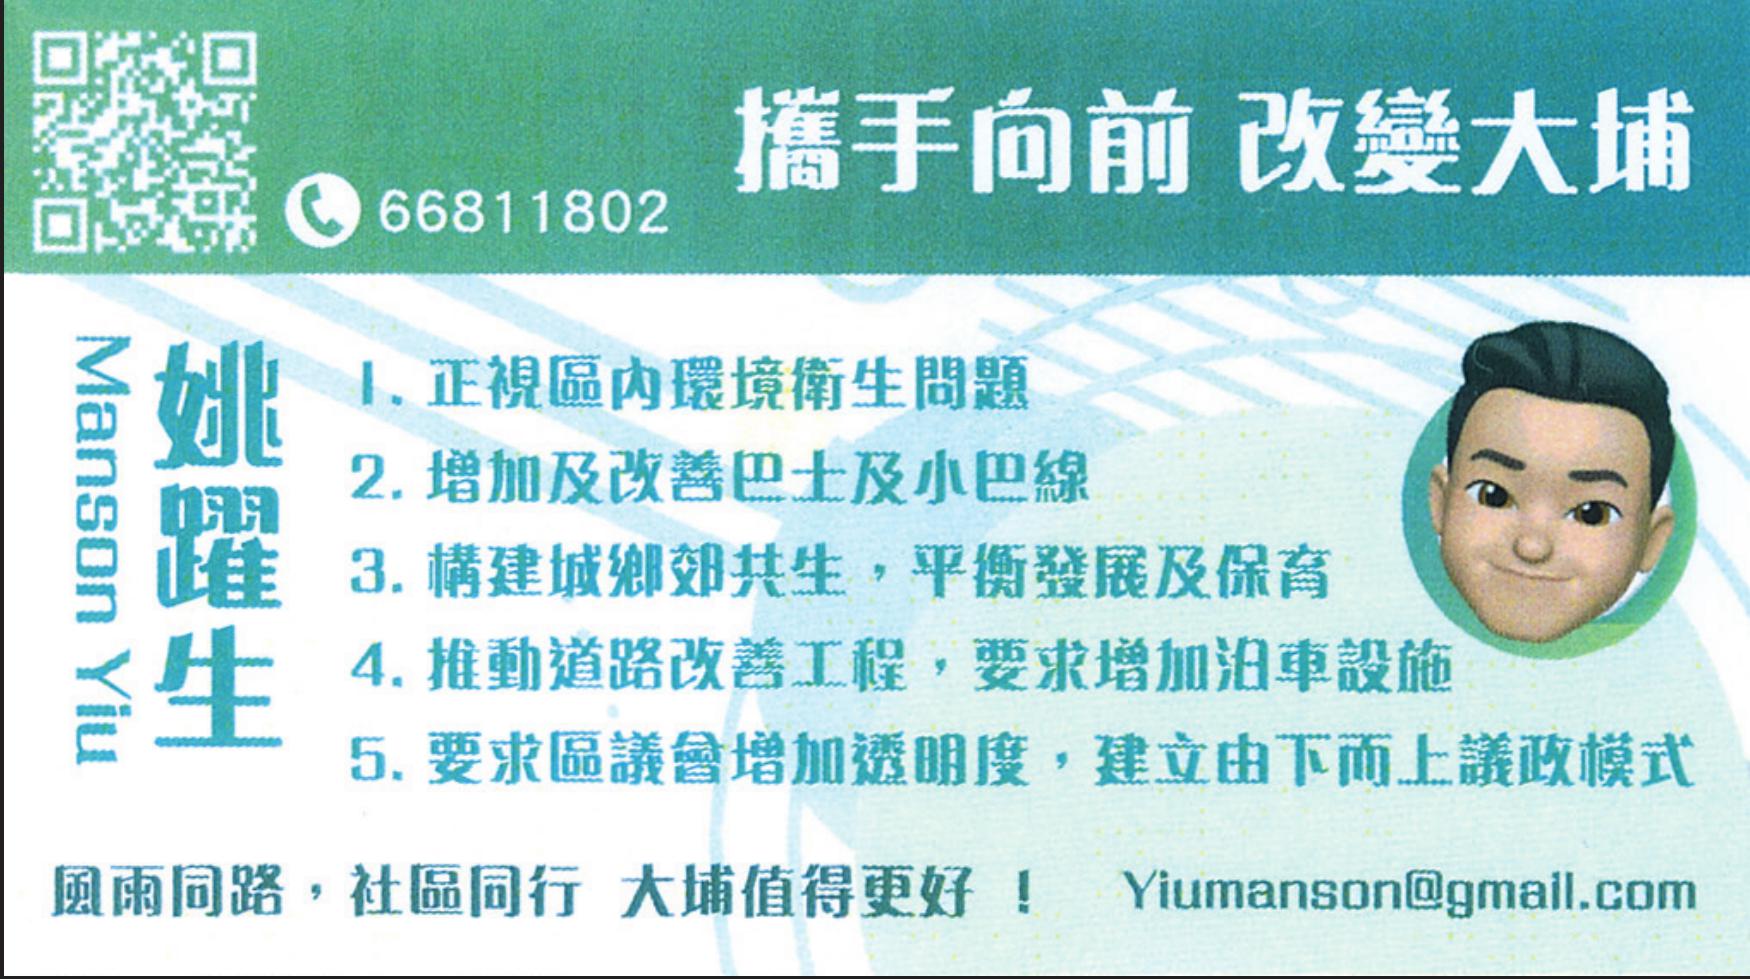 攜手向前 改變大埔
66811802
姚躍生
Manson Yiu
1. 正視區內環境衛生問題
2. 增加及改善巴士及小巴線
3. 構建城鄉郊共生，平衡發展及保育
4. 推動道路改善工程，要求增加泊車設施
5. 要求區議會增加透明度，建立由下而上議政模式
風雨同路，社區同行 大埔值得更好 ！
Yiumanson@gmail.com